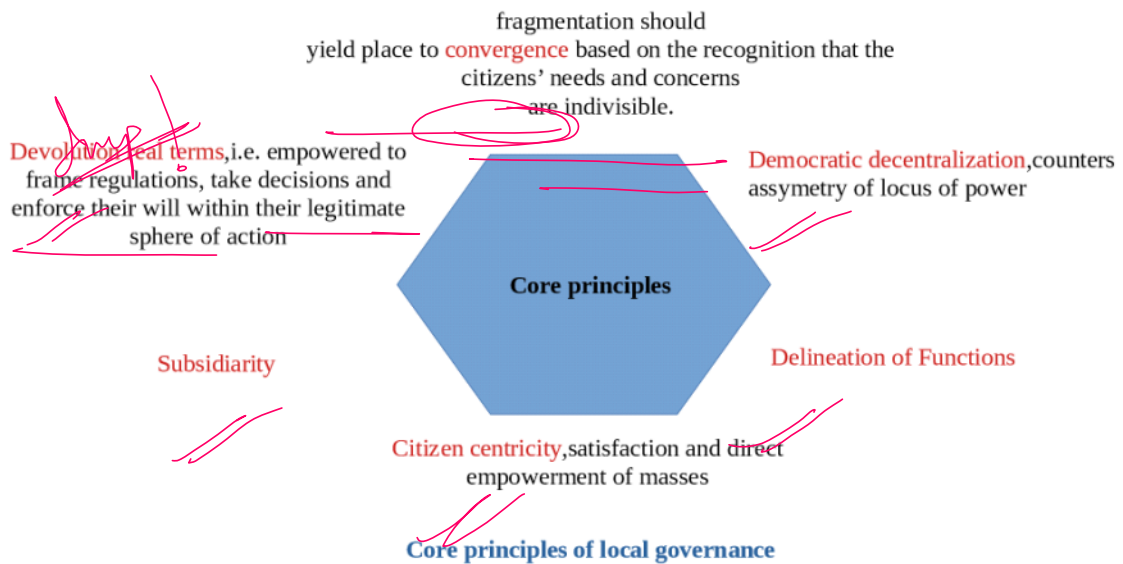 fragmentation should
yield place to convergence based on the recognition that the
citizens’ needs and concerns
are indivisible.
Imp!
Devolution real terms,i.e. empowered to
frame regulations, take decisions and
enforce their will within their legitimate
sphere of action
Democratic decentralization,counters
assymetry of locus of power
Core principles
Subsidiarity
Delineation of Functions
Citizen centricity,satisfaction and direct
empowerment of masses
Core principles of local governance